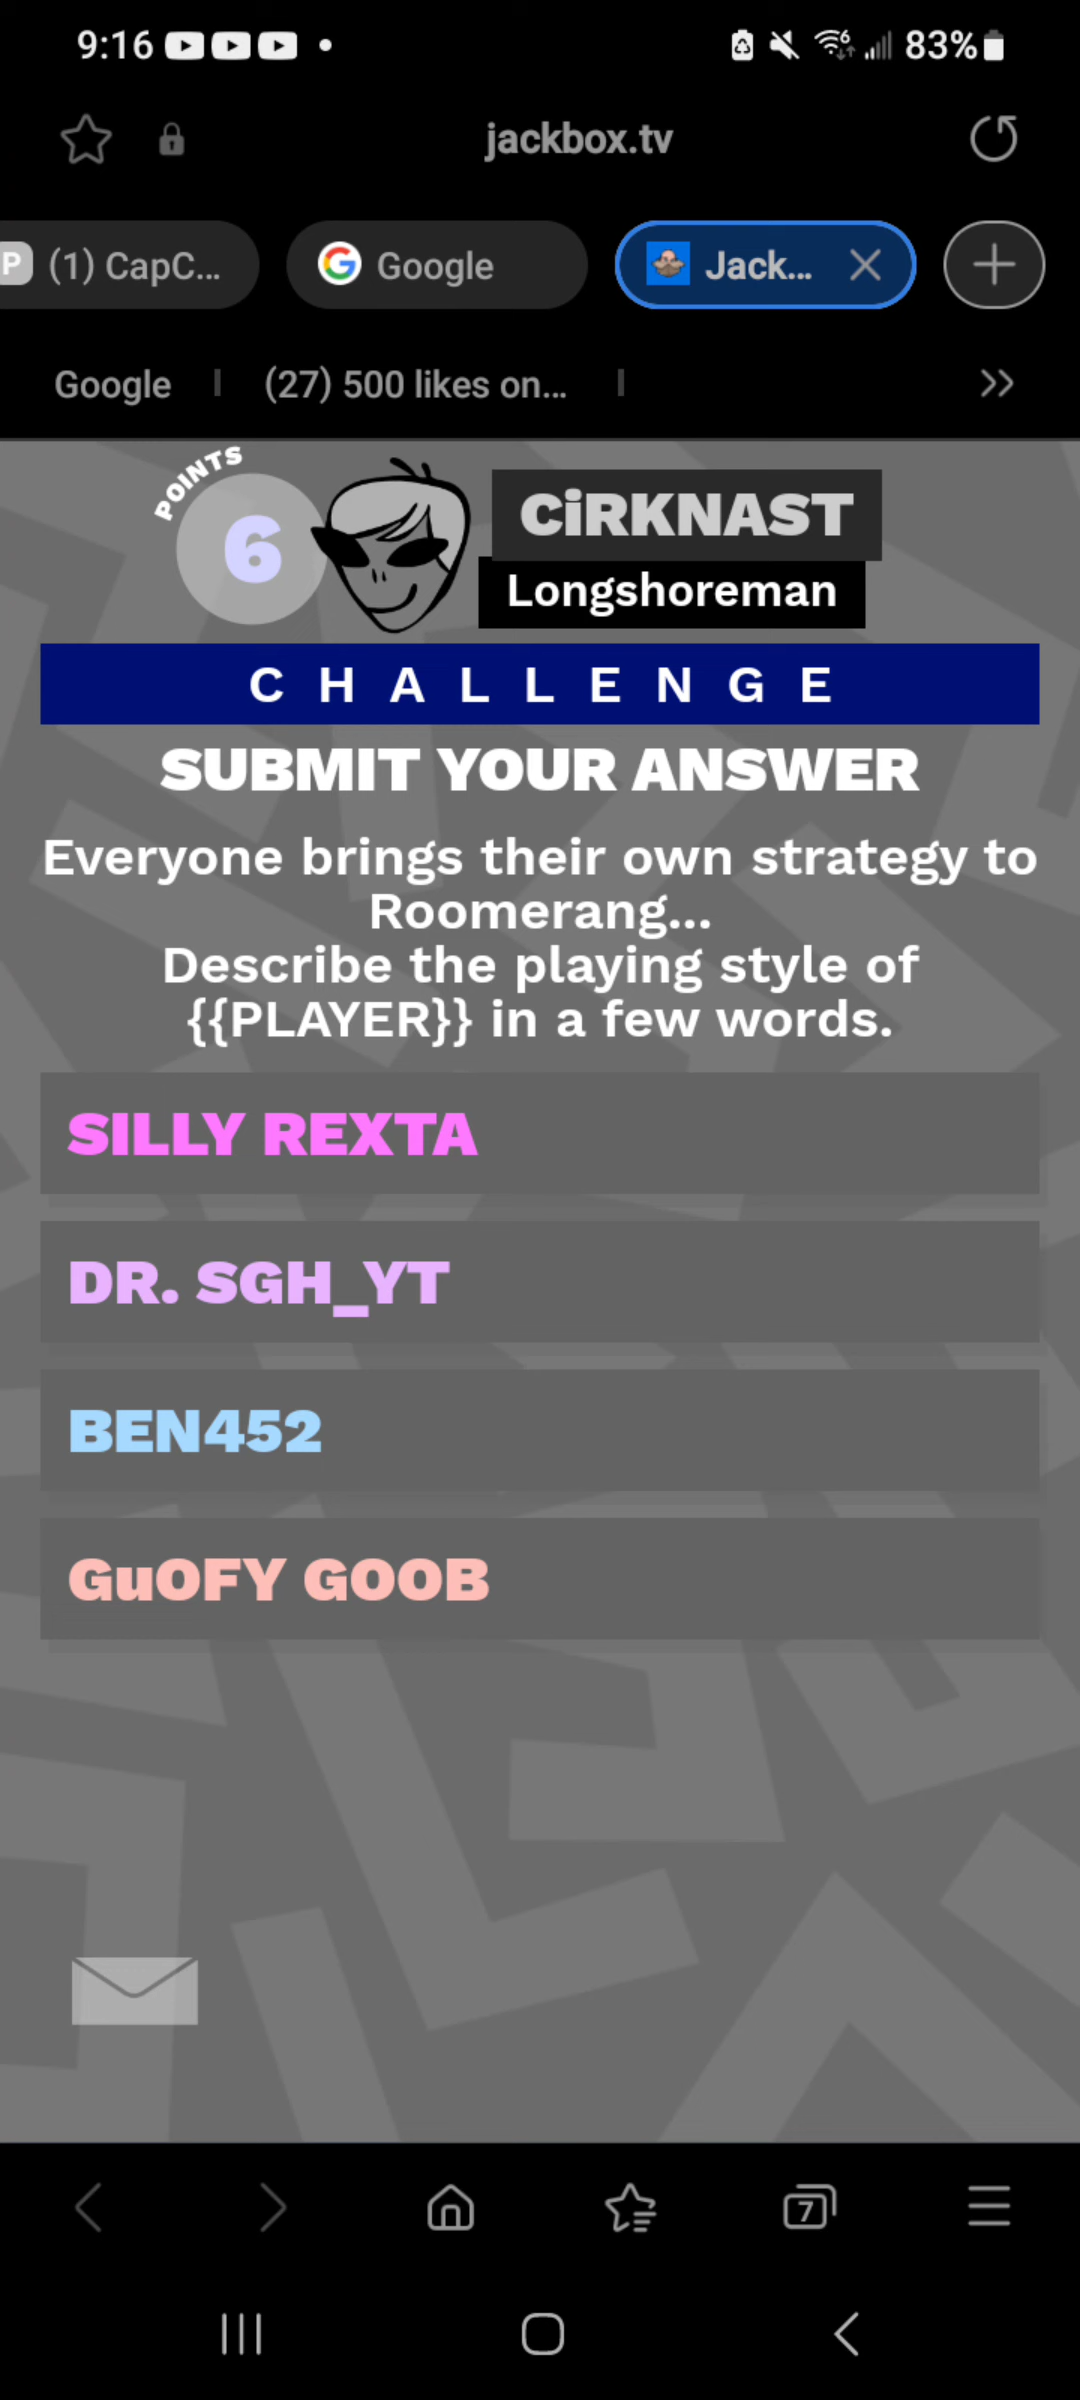 9:16
83%
jackbox.tv
(1) CapC...
Google
Jack...
Google
(27) 500 likes on...
POINTS
6
CiRKNAST
Longshoreman
CHALLENGE
SUBMIT YOUR ANSWER
Everyone brings their own strategy to
Roomerang...
Describe the playing style of
{{PLAYER}} in a few words.
SILLY REXTA
DR. SGH_YT
BEN452
GuOFY GOOB
7